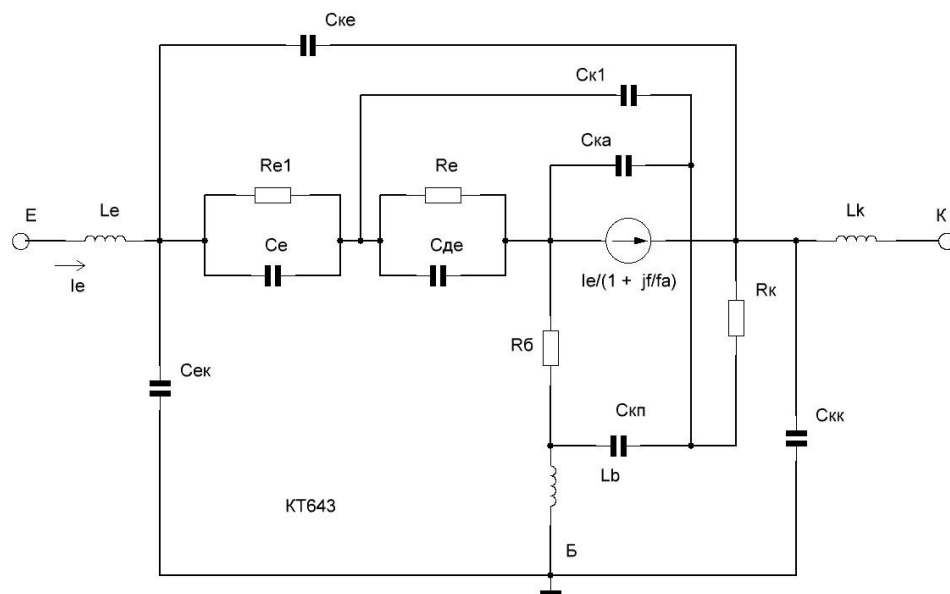 Cке
Cк1
Cка
Re1
Re
E
Le
Lk
К
Ce
Cде
Ie
Ie/(1 + jf/fa)
Rк
Rб
Cек
Cкп
Cкк
Lb
КТ643
Б